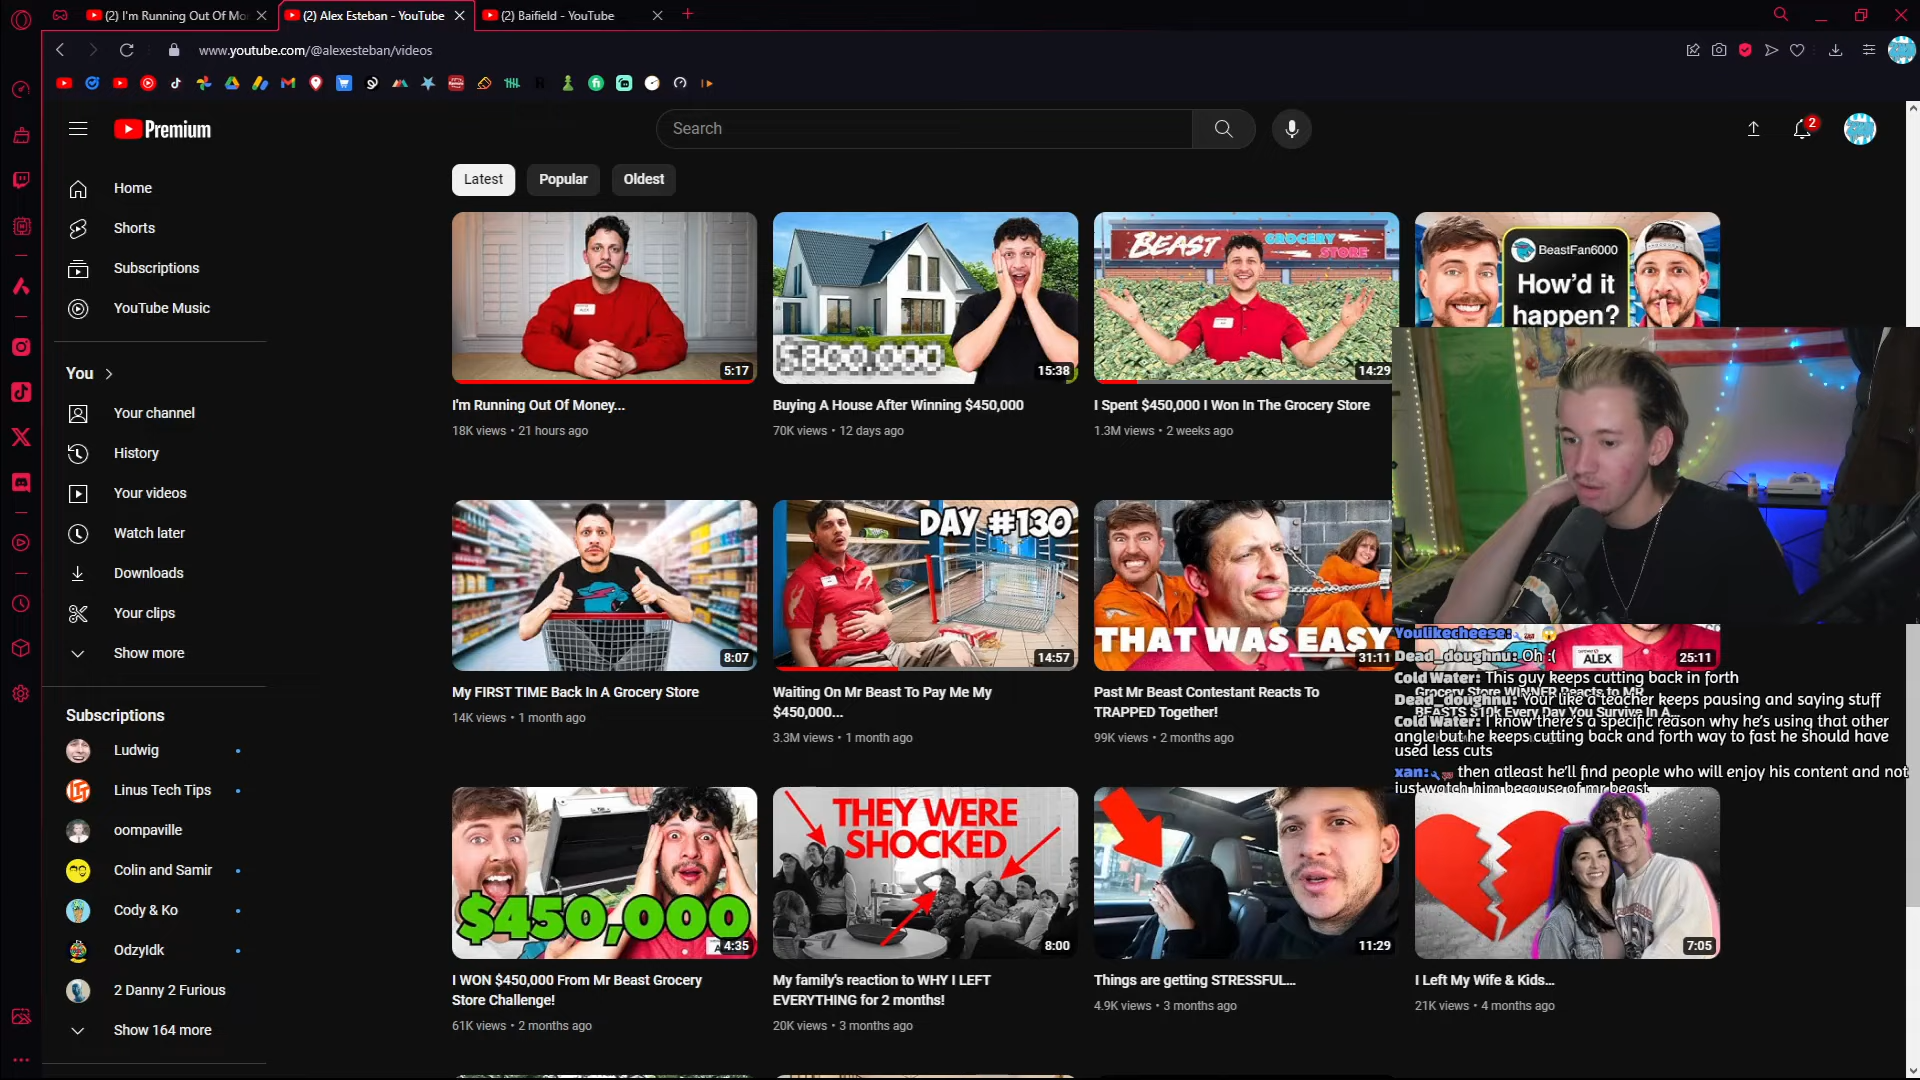 (2) I'm Running Out Of Mo
(2) Alex Esteban - YouTube
(2) Baifield - YouTube
www.youtube.com/@alexesteban/videos
Premium
Search
2
Home
Shorts
Subscriptions
YouTube Music
You
Your channel
History
Your videos
Watch later
Downloads
Your clips
Show more
Subscriptions
Ludwig
Linus Tech Tips
oompaville
Colin and Samir
Cody & Ko
OdzyIdk
2 Danny 2 Furious
Show 164 more
Latest
Popular
Oldest
5:17
I'm Running Out Of Money...
18K views • 21 hours ago
$800,000
15:38
Buying A House After Winning $450,000
70K views • 12 days ago
BEAST GROCERY STORE
14:29
I Spent $450,000 I Won In The Grocery Store
1.3M views • 2 weeks ago
BeastFan6000
How'd it
happen?
8:07
My FIRST TIME Back In A Grocery Store
14K views • 1 month ago
DAY #130
14:57
Waiting On Mr Beast To Pay Me My
$450,000...
3.3M views • 1 month ago
THAT WAS EASY
31:11
Past Mr Beast Contestant Reacts To
TRAPPED Together!
99K views • 2 months ago
ALEX
25:11
Grocery Store WINNER Reacts to MR
BEASTS $10k Every Day You Survive In A...
Youlikecheese:
Dead_doughnu: Oh :(
Cold Water: This guy keeps cutting back in forth
Dead_doughnu: Your like a teacher keeps pausing and saying stuff
Cold Water: I know there's a specific reason why he's using that other
angle but he keeps cutting back and forth way to fast he should have
used less cuts
xan: then atleast he'll find people who will enjoy his content and not
just watch him because of mr beast
$450,000
4:35
I WON $450,000 From Mr Beast Grocery
Store Challenge!
61K views • 2 months ago
THEY WERE
SHOCKED
8:00
My family's reaction to WHY I LEFT
EVERYTHING for 2 months!
20K views • 3 months ago
11:29
Things are getting STRESSFUL...
4.9K views • 3 months ago
7:05
I Left My Wife & Kids...
21K views • 4 months ago